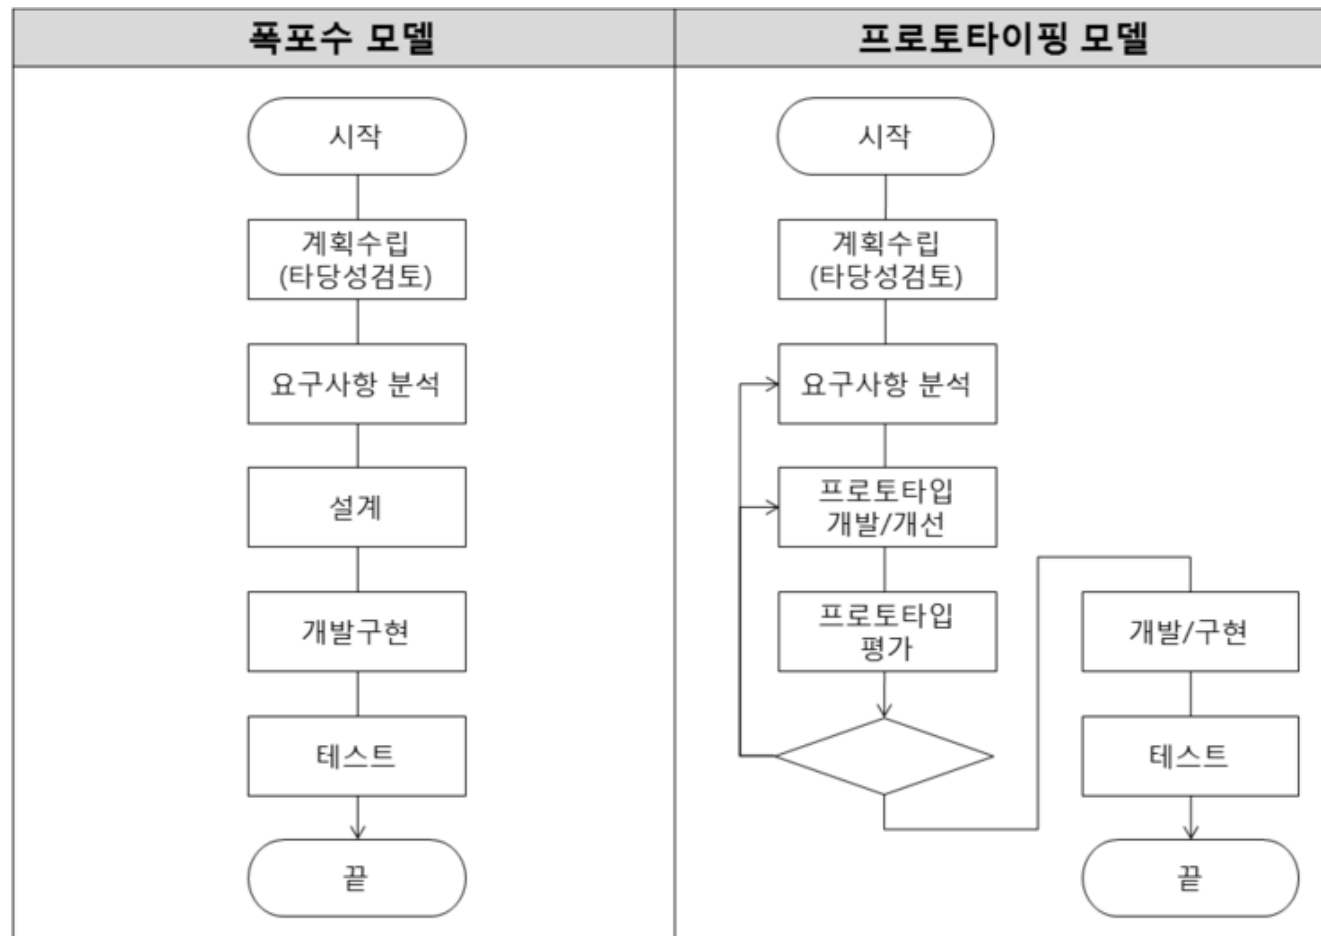 폭포수 모델
시작
계획수립
(타당성검토)
요구사항 분석
설계
개발구현
테스트
끝
프로토타이핑 모델
시작
계획수립
(타당성검토)
요구사항 분석
프로토타입
개발/개선
프로토타입
평가
개발/구현
테스트
끝